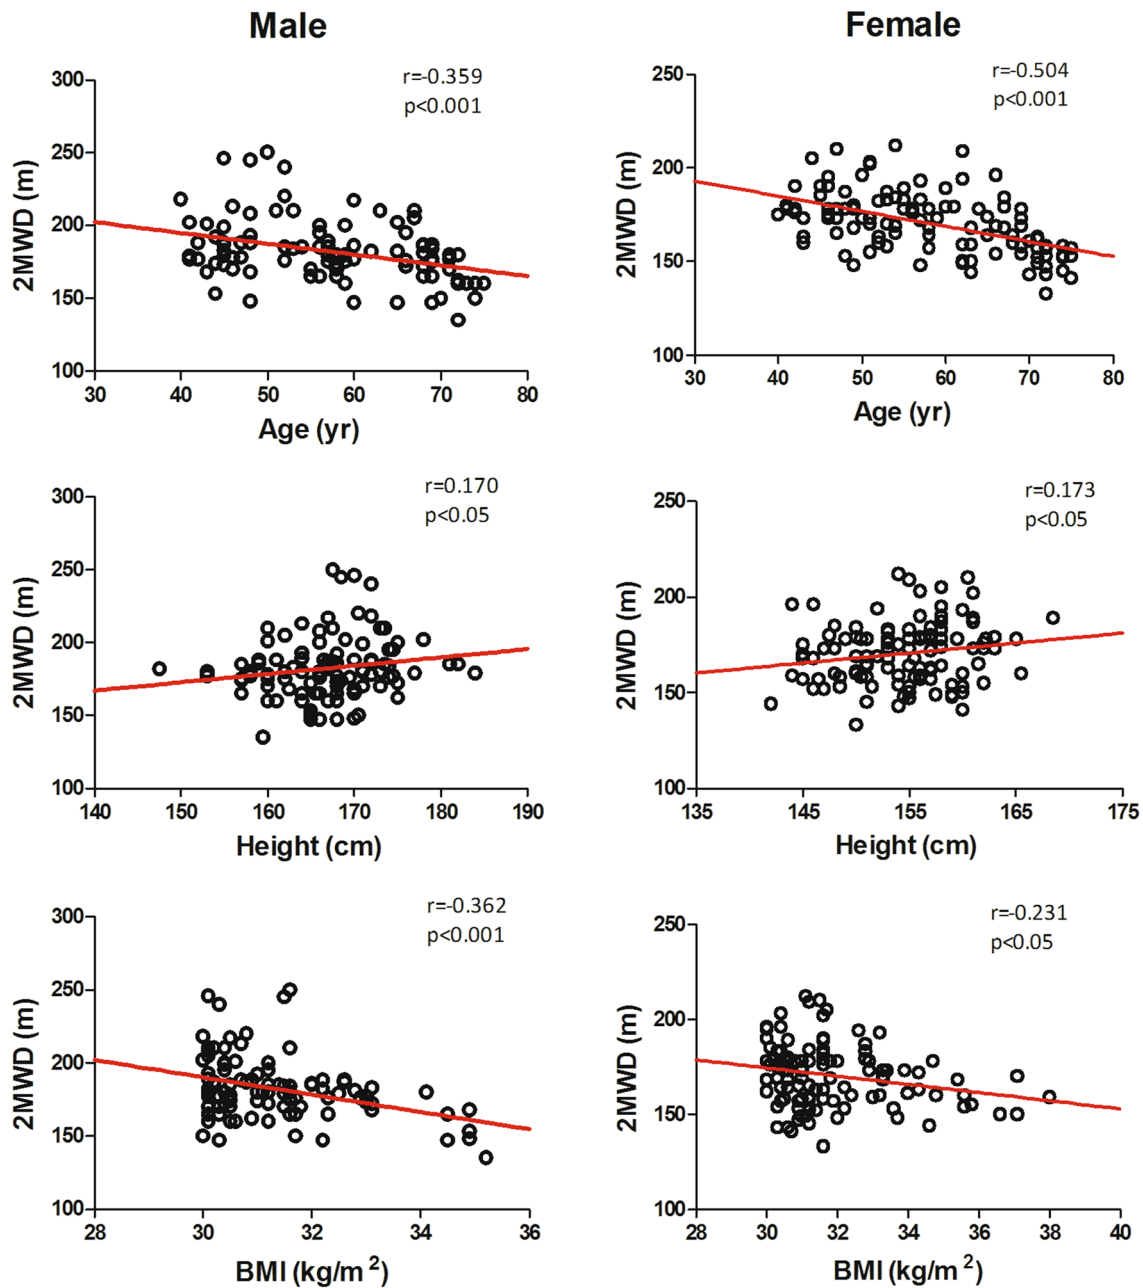 Male
Female
r=-0.359
p<0.001
300
250
200
150
100
2MWD (m)
30 40 50 60 70 80
Age (yr)
r=-0.504
p<0.001
250
200
150
100
2MWD (m)
30 40 50 60 70 80
Age (yr)
r=0.170
p<0.05
300
250
200
150
100
2MWD (m)
140 150 160 170 180 190
Height (cm)
r=0.173
p<0.05
250
200
150
100
2MWD (m)
135 145 155 165 175
Height (cm)
r=-0.362
p<0.001
300
250
200
150
100
2MWD (m)
28 30 32 34 36
BMI (kg/m²)
r=-0.231
p<0.05
250
200
150
100
2MWD (m)
28 30 32 34 36 38 40
BMI (kg/m²)